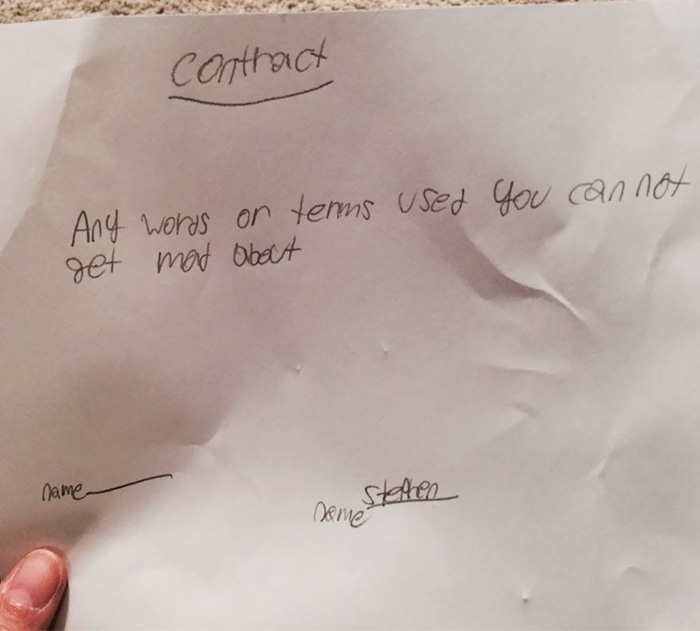 Contract
Any words or terms used you can not
get mad about
name
name Stephen